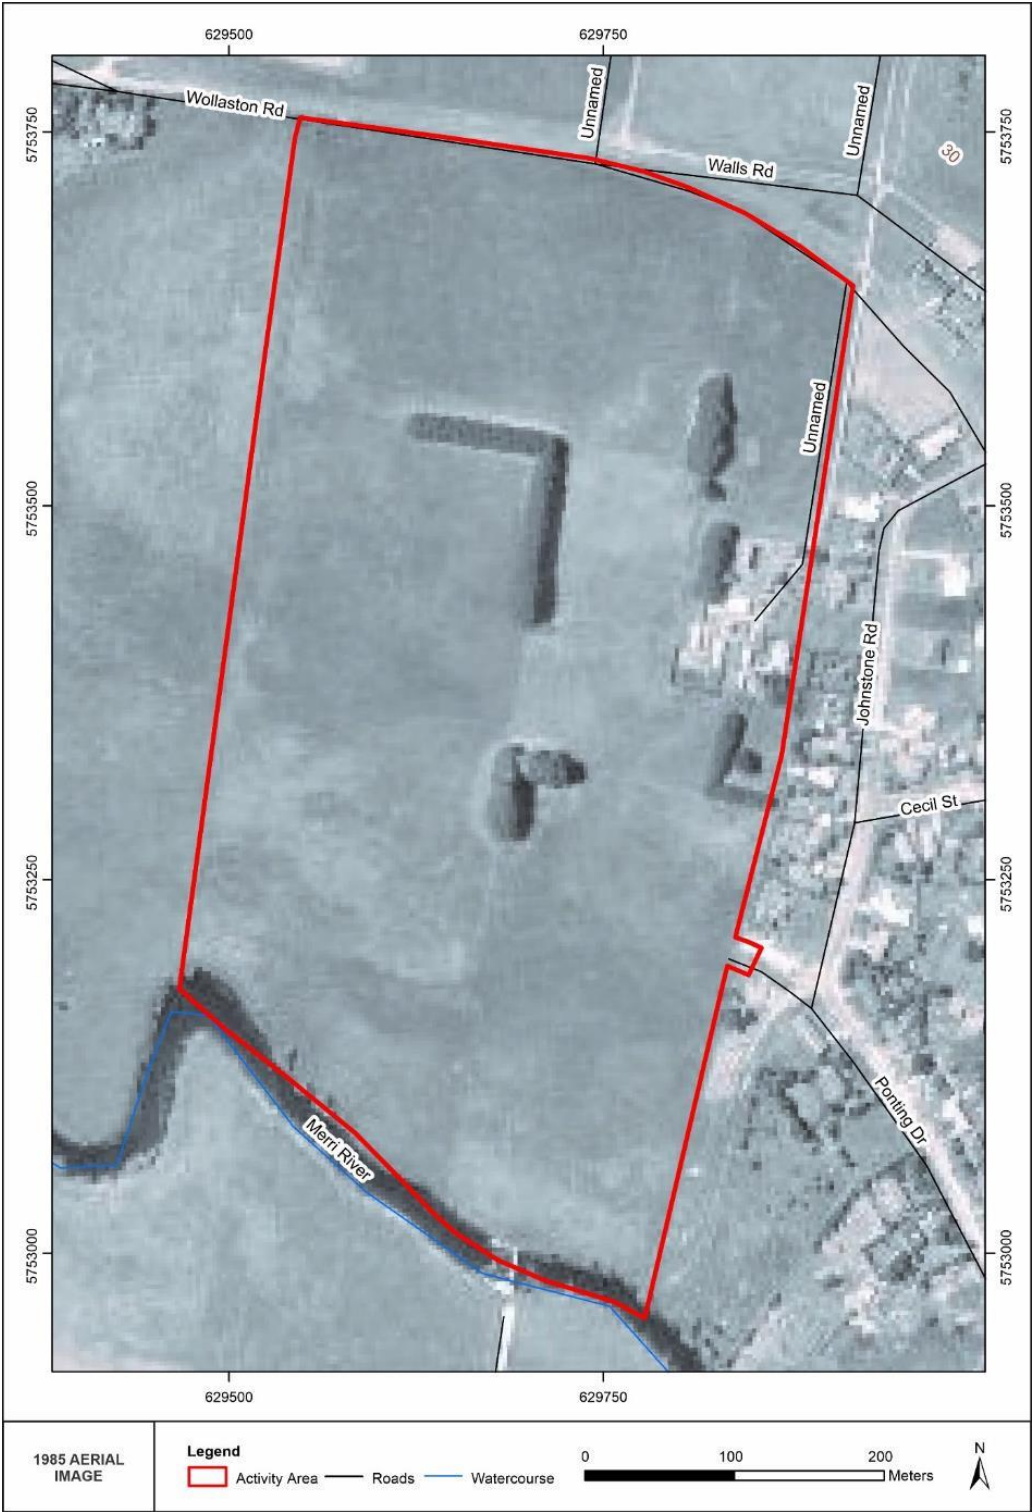 629500
629750
Wollaston Rd
Unnamed
Unnamed
5753750
5753750
Walls Rd
30
Unnamed
5753500
5753500
Johnstone Rd
Cecil St
5753250
5753250
Ponting Dr
Merri River
5753000
5753000
629500
629750
1985 AERIAL
IMAGE
Legend
Activity Area
Roads
Watercourse
0
100
200
Meters
N